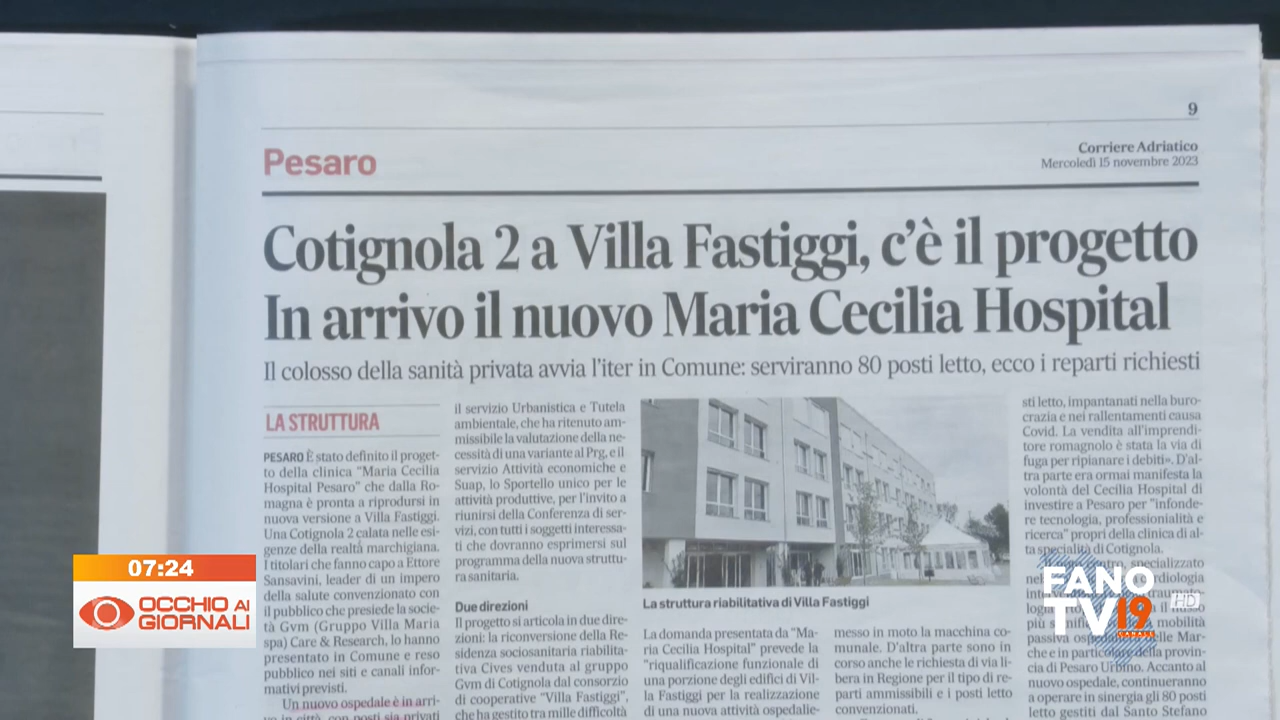 9
Pesaro
Corriere Adriatico
Mercoledì 15 novembre 2023
Cotignola 2 a Villa Fastiggi, c'è il progetto
In arrivo il nuovo Maria Cecilia Hospital
Il colosso della sanità privata avvia l'iter in Comune: serviranno 80 posti letto, ecco i reparti richiesti
LA STRUTTURA
PESARO È stato definito il proget-
to della clinica "Maria Cecilia
Hospital Pesaro" che dalla Ro-
magna è pronta a riprodursi in
nuova versione a Villa Fastiggi.
Una Cotignola 2 calata nelle esi-
genze della realtà marchigiana.
I titolari che fanno capo a Ettore
Sansavini, leader di un impero
della salute convenzionato con
il pubblico che presiede la socie-
tà Gvm (Gruppo Villa Mar-
spa) Care & Research, lo hanno
presentato in Comune e reso
pubblico nei siti e canali infor-
mativi previsti.
Un nuovo ospedale è in arri-
vo in città, con posti sia privati
il servizio Urbanistica e Tutela
ambientale, che ha ritenuto am-
missibile la valutazione della ne-
cessità di una variante al Prg, e il
servizio Attività economiche e
Suap, lo Sportello unico per le
attività produttive, per l'invito a
riunirsi della Conferenza di ser-
vizi, con tutti i soggetti interessa-
ti che dovranno esprimersi sul
programma della nuova struttu-
ra sanitaria.
Due direzioni
Il progetto si articola in due dire-
zioni: la riconversione della Re-
sidenza sociosanitaria riabilita-
tiva Cives venduta al gruppo
Gvm di Cotignola dal consorzio
di cooperative "Villa Fastiggi",
che ha gestito tra mille difficoltà
La struttura riabilitativa di Villa Fastiggi
La domanda presentata da "Ma-
ria Cecilia Hospital" prevede la
"riqualificazione funzionale di
una porzione degli edifici di Vil-
la Fastiggi per la realizzazione
di una nuova attività ospedalie-
messo in moto la macchina co-
munale. D'altra parte sono in
corso anche le richiesta di via li-
bera in Regione per il tipo di re-
parti ammissibili e i posti letto
convenzionati.
sti letto, impantanati nella buro-
crazia e nei rallentamenti causa
Covid. La vendita all'imprendi-
tore romagnolo è stata la via di
fuga per ripianare i debiti». D'al-
tra parte era ormai manifesta la
volontà del Cecilia Hospital di
investire a Pesaro per "infonde-
re tecnologia, professionalità e
ricerca" propri della clinica di al-
ta specialità di Cotignola.
specializzato
radiologia
mobilità
passiva
Mar-
che e in della provin-
cia di Pesaro Urbino. Accanto al
nuovo ospedale, continueranno
a operare in sinergia gli 80 posti
letto gestiti dal Santo Stefano
07:24
OCCHIO AI
GIORNALI
FANO
TV 19 HD
CANALE